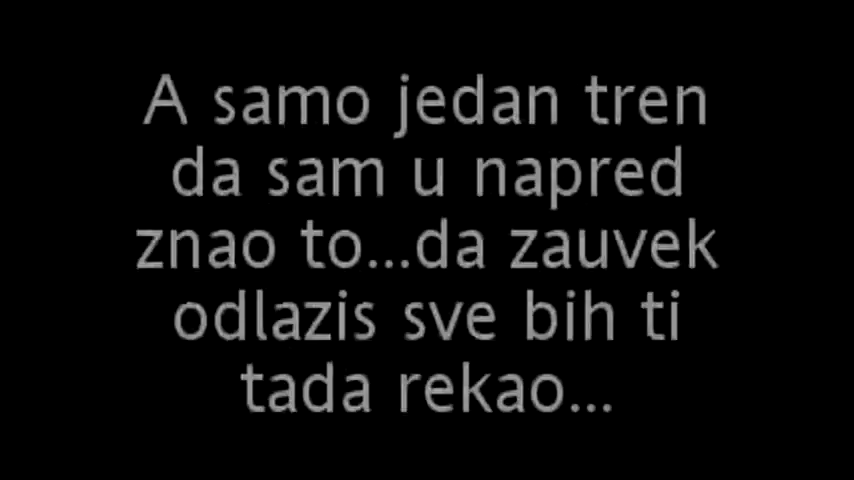 A samo jedan tren
da sam u napred
znao to...da zauvek
odlazis sve bih ti
tada rekao...